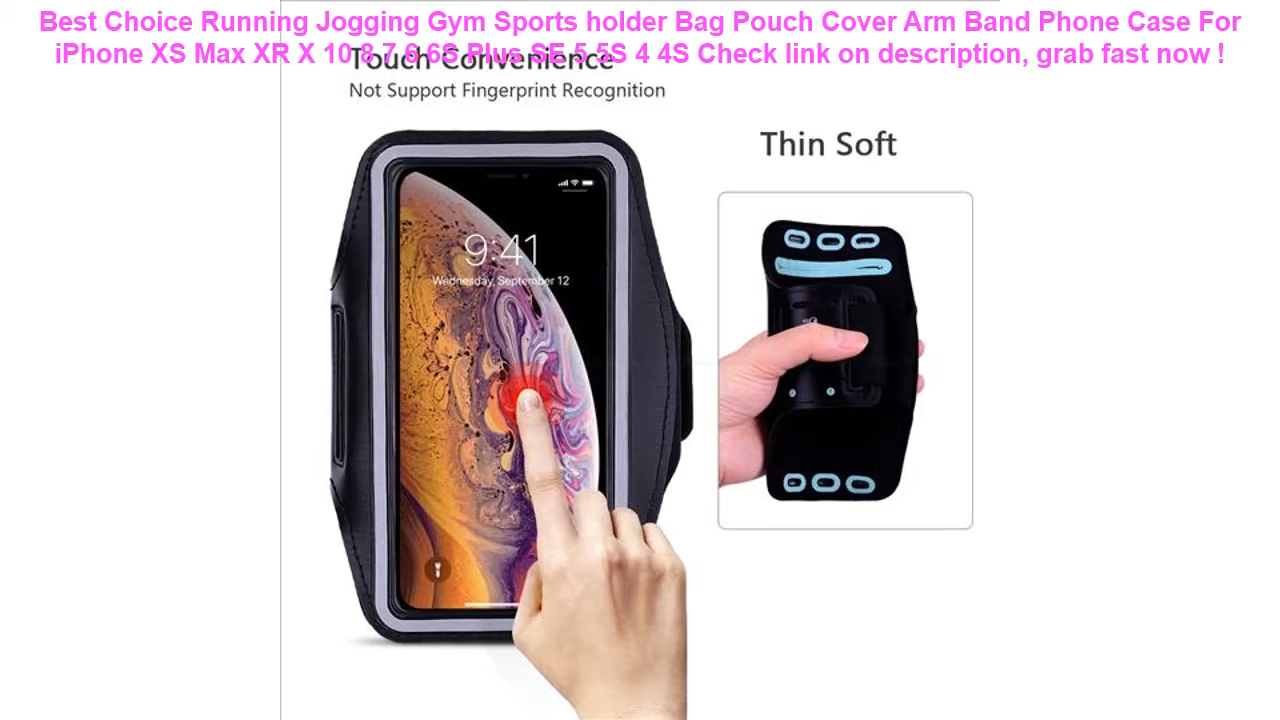 Best Choice Running Jogging Gym Sports holder Bag Pouch Cover Arm Band Phone Case For
iPhone XS Max XR X 10 8 7 6 6S Plus SE 5 5S 4 4S Check link on description, grab fast now !
Touch Convenience
Not Support Fingerprint Recognition
Thin Soft
9:41
Wednesday, September 12